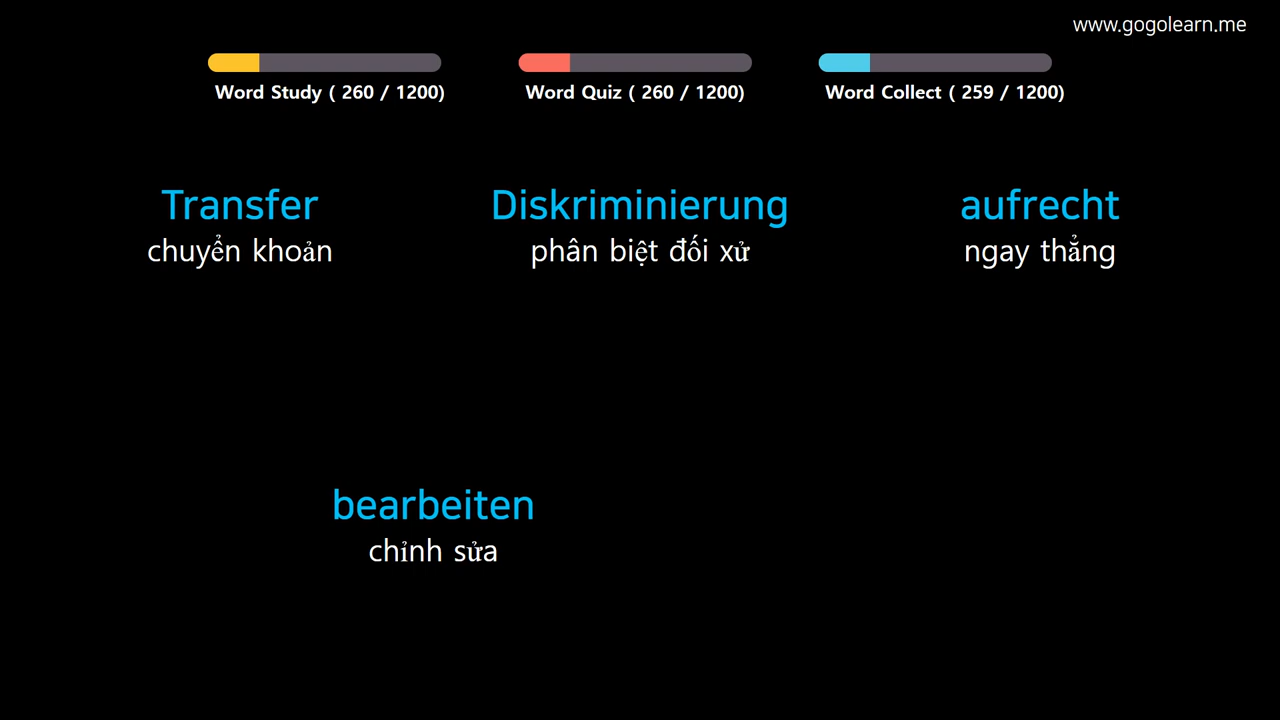 www.gogolearn.me
Word Study ( 260 / 1200)
Word Quiz ( 260 / 1200)
Word Collect ( 259 / 1200)
Transfer
chuyển khoản
Diskriminierung
phân biệt đối xử
aufrecht
ngay thẳng
bearbeiten
chỉnh sửa